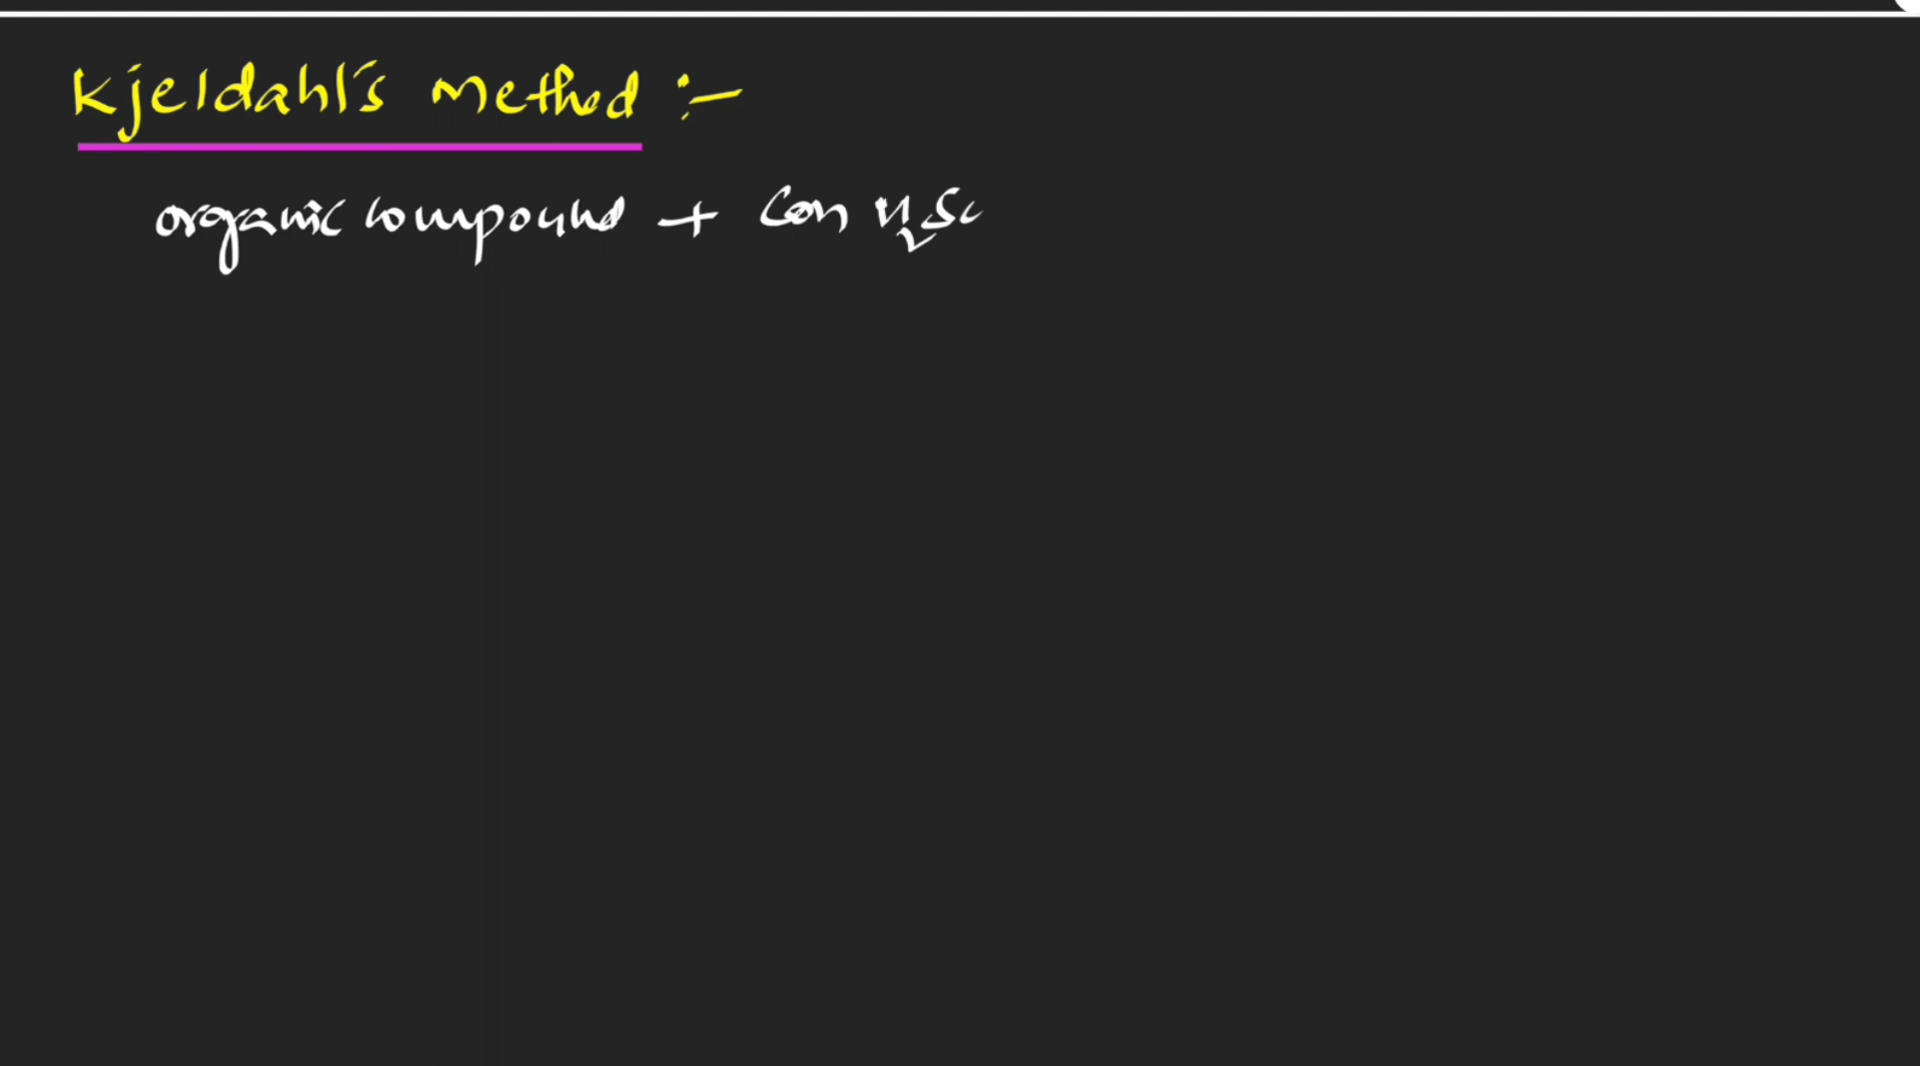 Kjeldahl's Method :-
organic compound + Con H₂SO